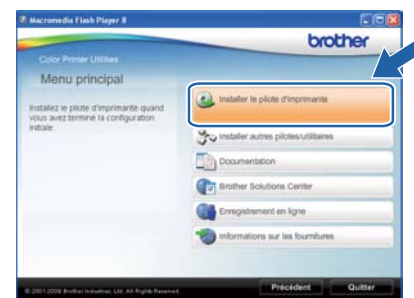 Macromedia Flash Player 8
brother
Color Printer Utilities
Menu principal
Installez le pilote d'imprimante quand
vous avez terminé la configuration
initiale.
Installer le pilote d'imprimante
Installer autres pilotes/utilitaires
Documentation
Brother Solutions Center
Enregistrement en ligne
Informations sur les fournitures
© 2001-2008 Brother Industries, Ltd. All Rights Reserved.
Précédent
Quitter